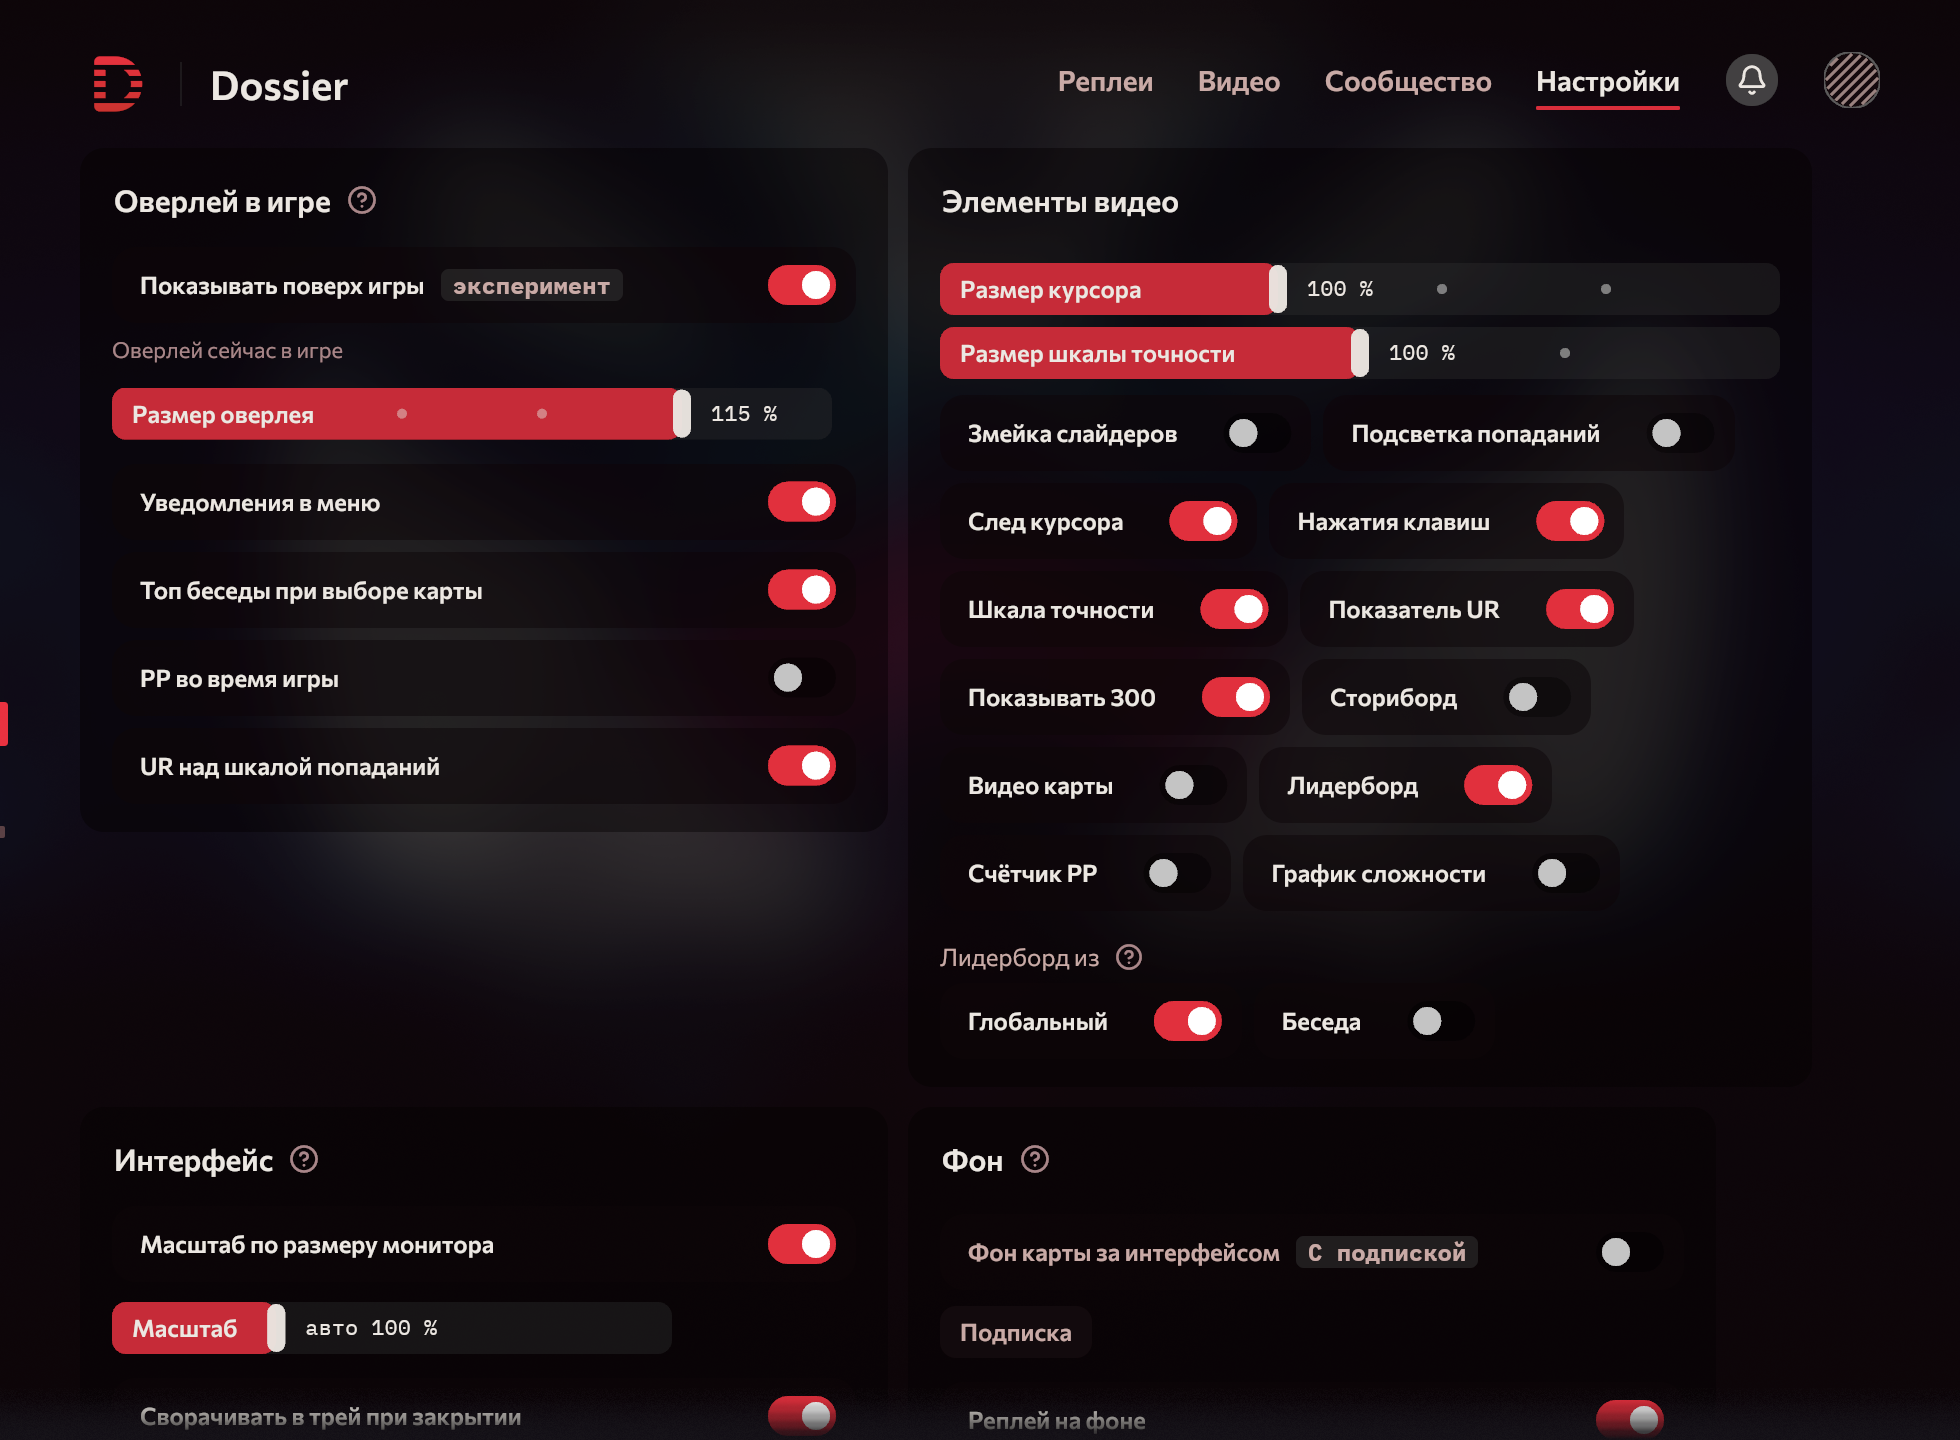 Dossier
Реплеи
Видео
Сообщество
Настройки
Оверлей в игре
Показывать поверх игры эксперимент
Оверлей сейчас в игре
Размер оверлея 115 %
Уведомления в меню
Топ беседы при выборе карты
PP во время игры
UR над шкалой попаданий
Элементы видео
Размер курсора 100 %
Размер шкалы точности 100 %
Змейка слайдеров
Подсветка попаданий
След курсора
Нажатия клавиш
Шкала точности
Показатель UR
Показывать 300
Сториборд
Видео карты
Лидерборд
Счётчик PP
График сложности
Лидерборд из
Глобальный
Беседа
Интерфейс
Масштаб по размеру монитора
Масштаб авто 100 %
Сворачивать в трей при закрытии
Фон
Фон карты за интерфейсом С подпиской
Подписка
Реплей на фоне